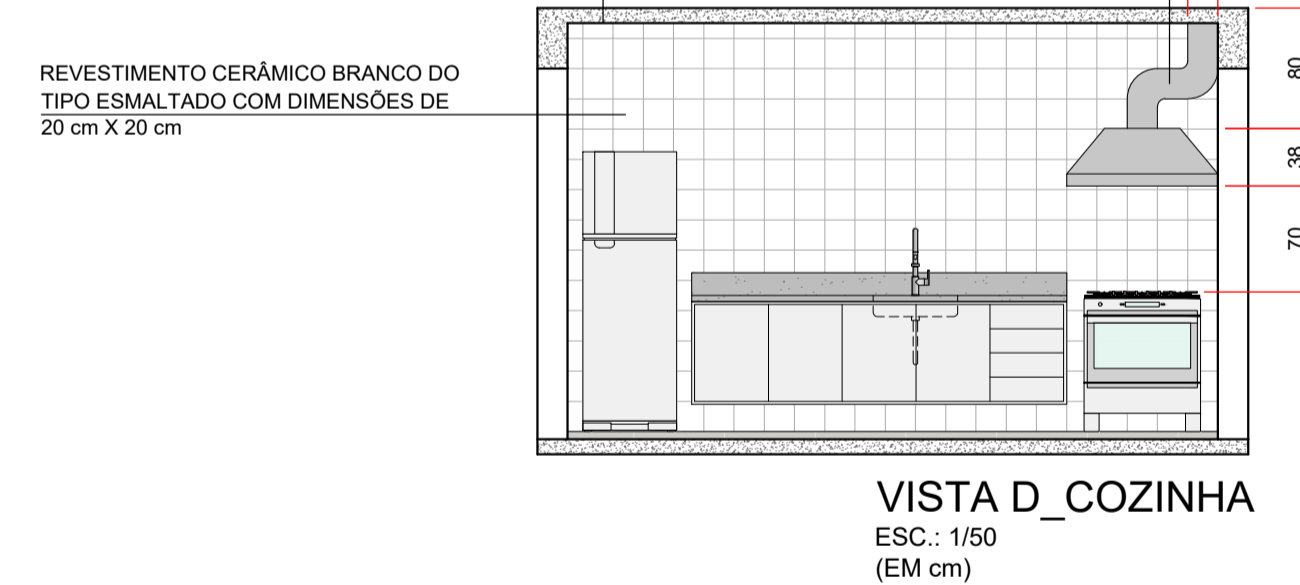 REVESTIMENTO CERÂMICO BRANCO DO
TIPO ESMALTADO COM DIMENSÕES DE
20 cm X 20 cm
80
38
70
VISTA D_COZINHA
ESC.: 1/50
(EM cm)